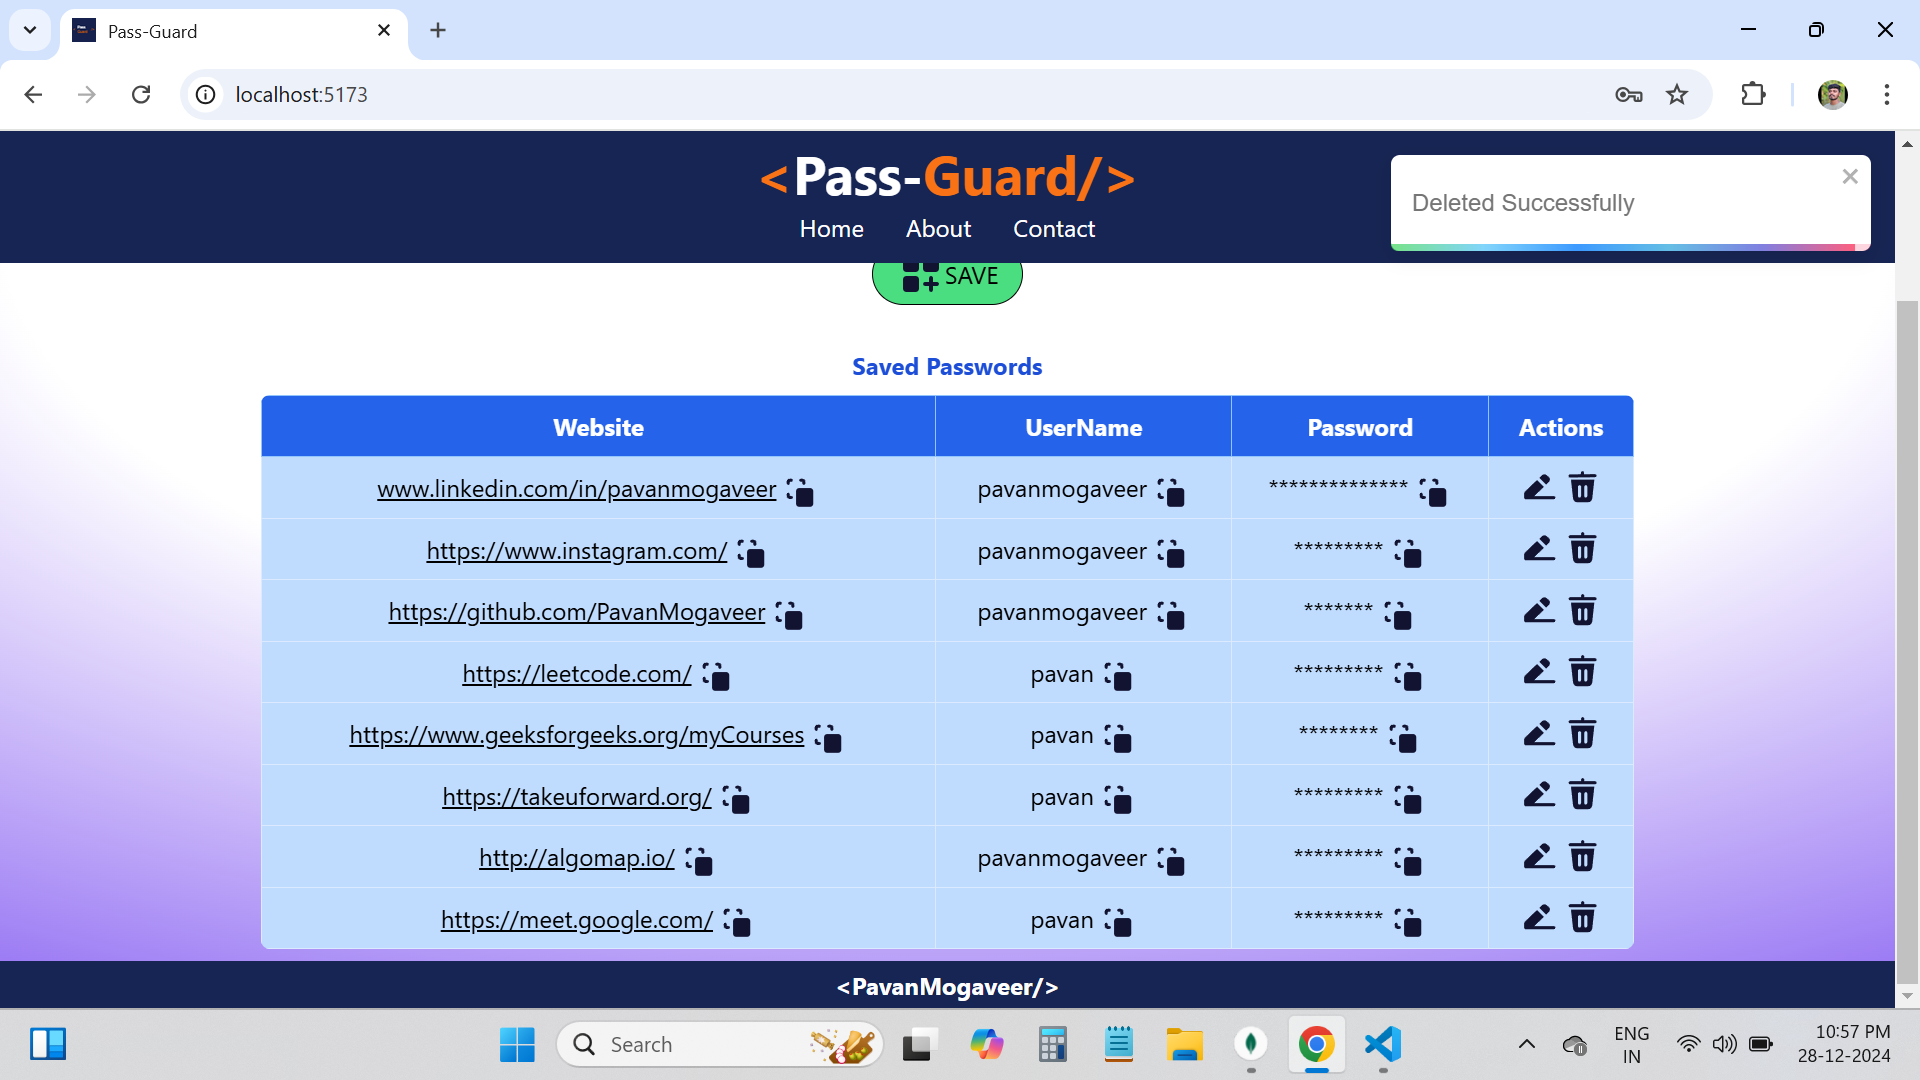 Pass-Guard
localhost:5173
<Pass-Guard/>
Home About Contact
Deleted Successfully
SAVE
Saved Passwords
Website UserName Password Actions
www.linkedin.com/in/pavanmogaveer pavanmogaveer **************
https://www.instagram.com/ pavanmogaveer *********
https://github.com/PavanMogaveer pavanmogaveer *******
https://leetcode.com/ pavan *********
https://www.geeksforgeeks.org/myCourses pavan ********
https://takeuforward.org/ pavan *********
http://algomap.io/ pavanmogaveer *********
https://meet.google.com/ pavan *********
<PavanMogaveer/>
Search
ENG
IN
10:57 PM
28-12-2024